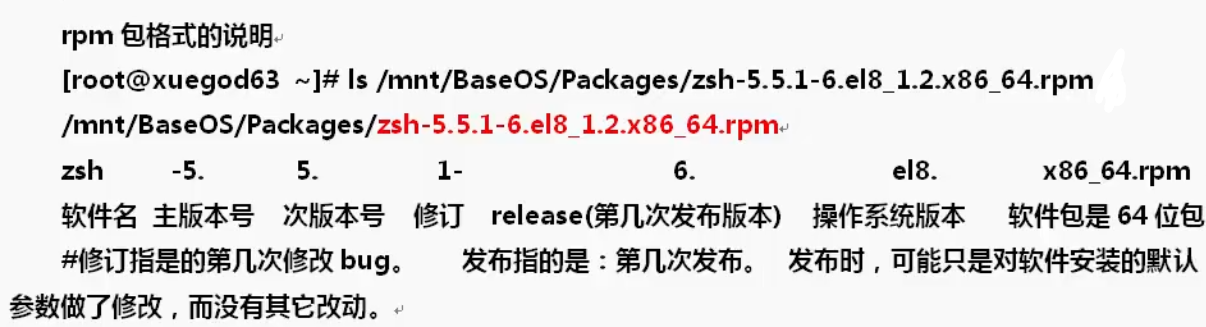 rpm 包格式的说明
[root@xuegod63 ~]# ls /mnt/BaseOS/Packages/zsh-5.5.1-6.el8_1.2.x86_64.rpm
/mnt/BaseOS/Packages/zsh-5.5.1-6.el8_1.2.x86_64.rpm
zsh -5. 5. 1- 6. el8. x86_64.rpm
软件名 主版本号 次版本号 修订 release(第几次发布版本) 操作系统版本 软件包是 64 位包
#修订指是的第几次修改 bug。 发布指的是：第几次发布。 发布时，可能只是对软件安装的默认
参数做了修改，而没有其它改动。